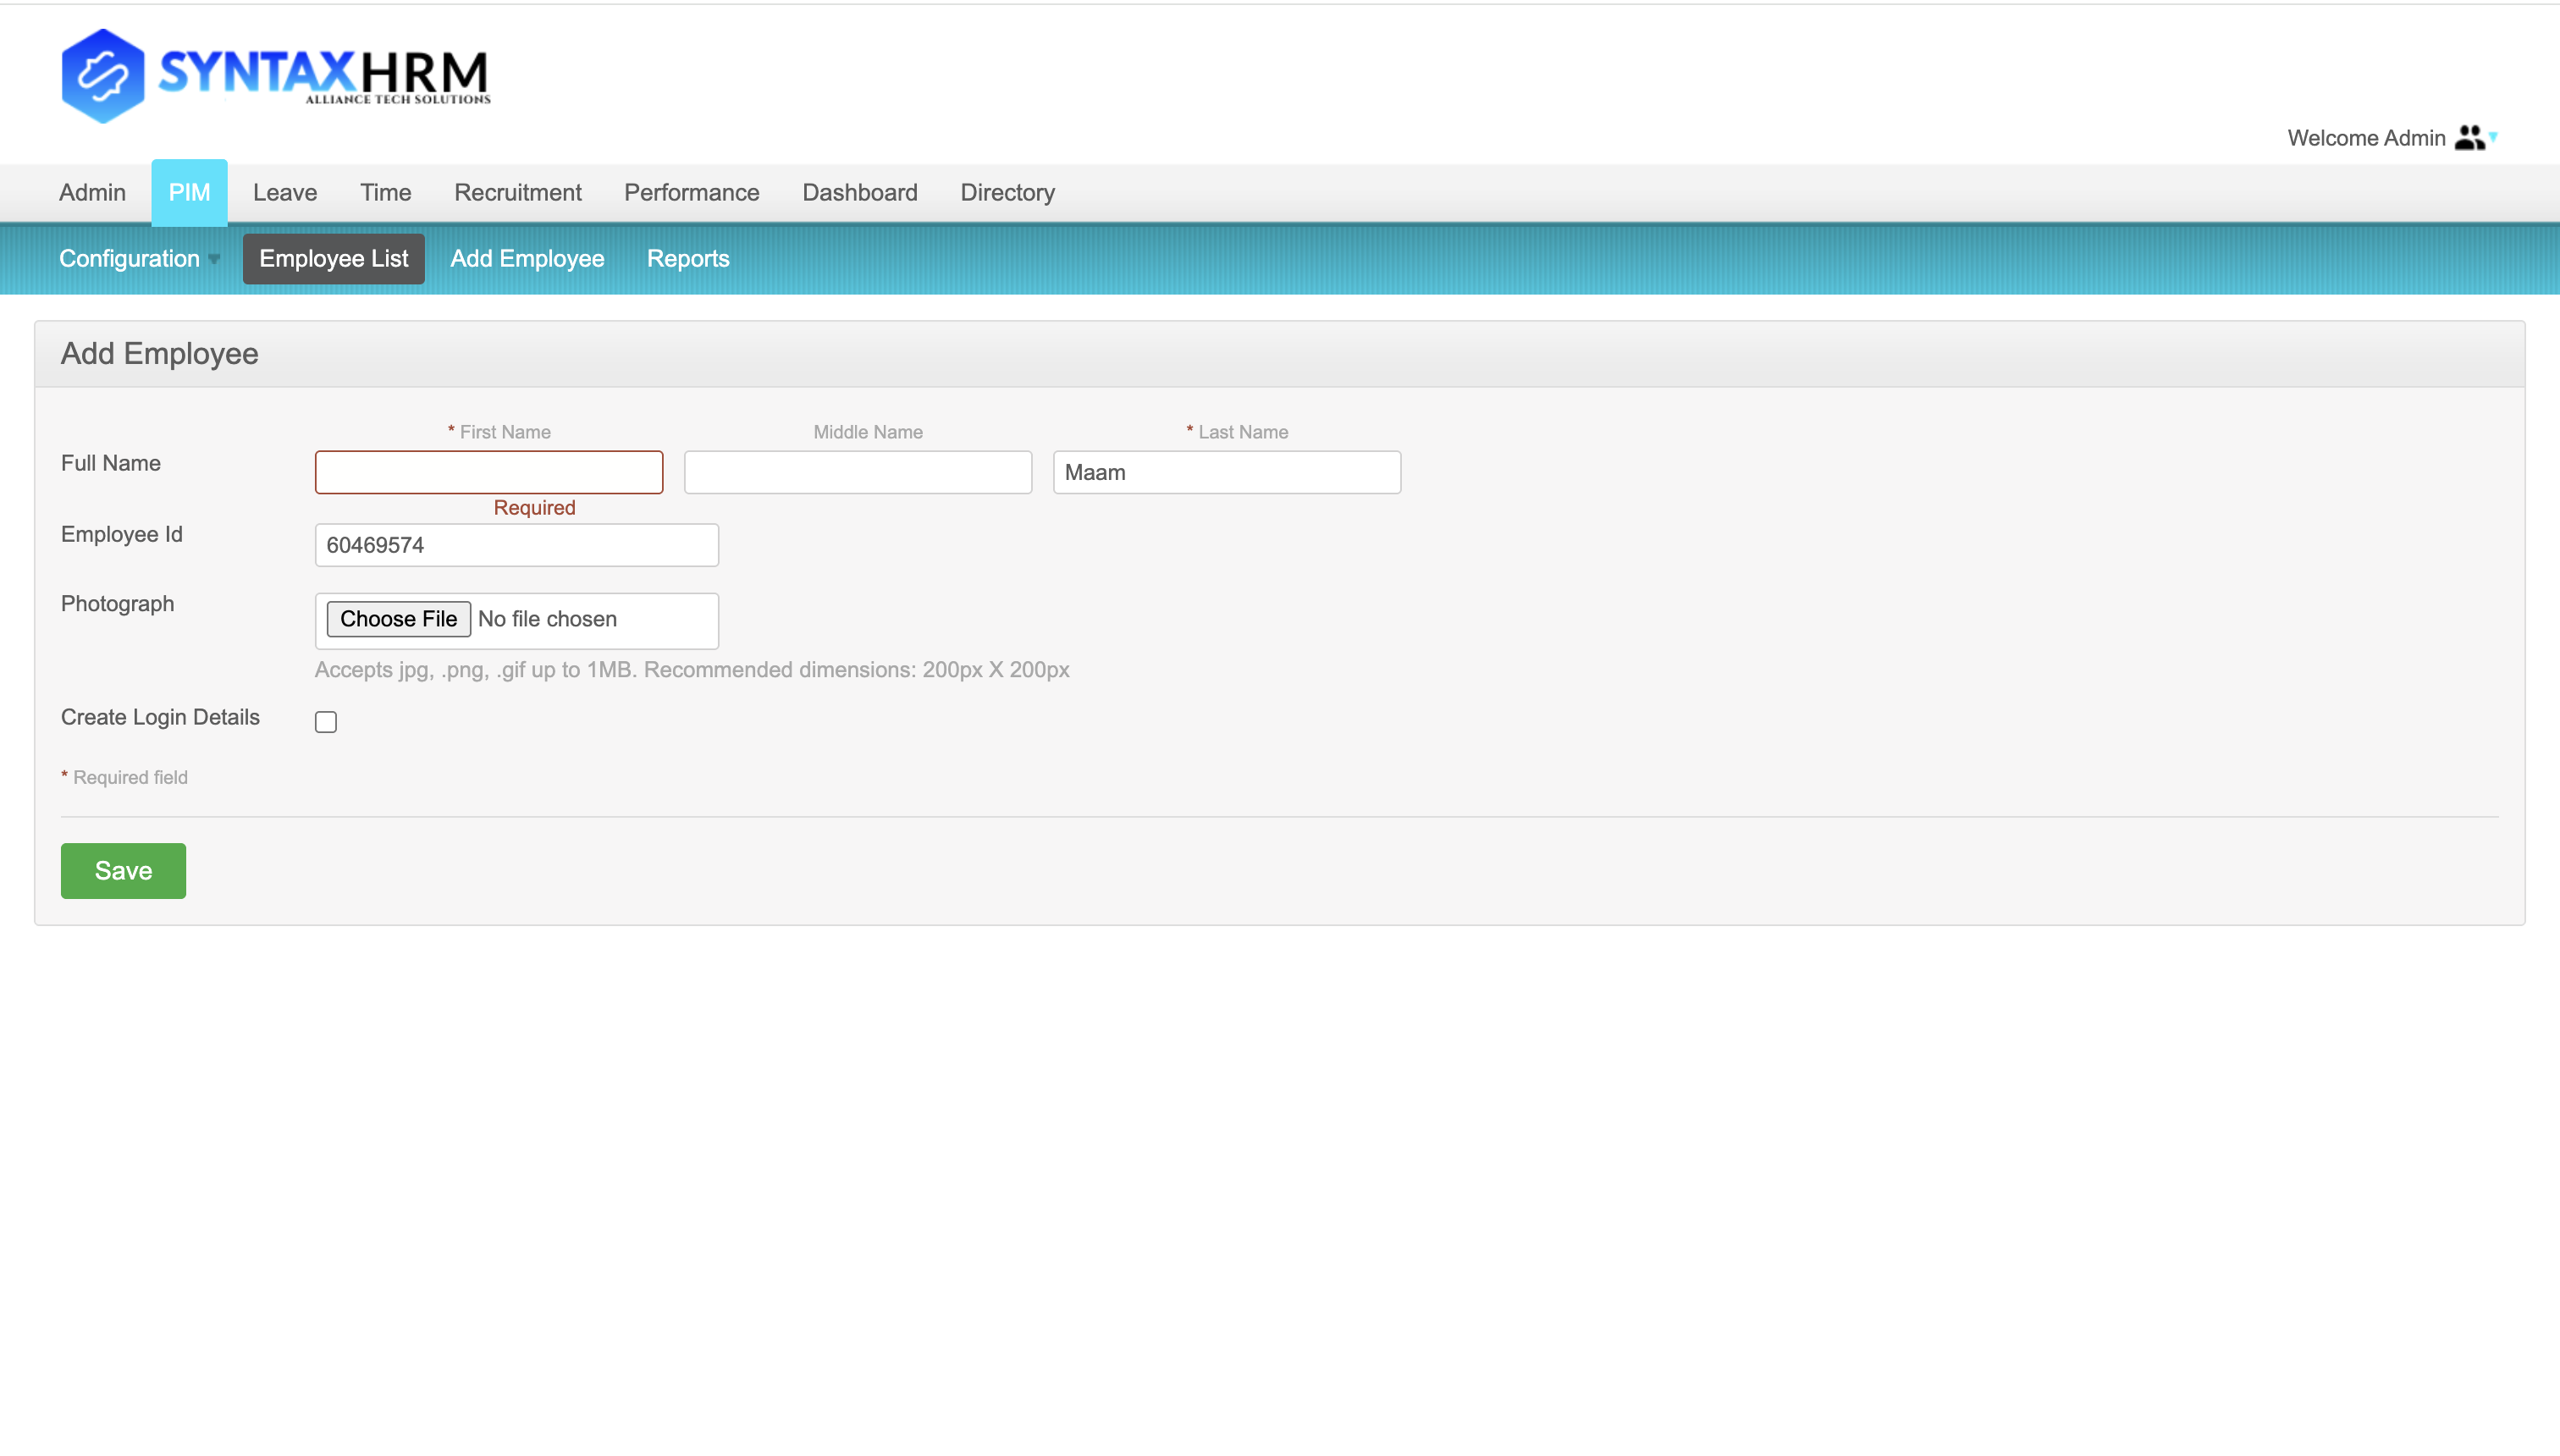 SYNTAXHRM
ALLIANCE TECH SOLUTIONS
Welcome Admin
Admin PIM Leave Time Recruitment Performance Dashboard Directory
Configuration Employee List Add Employee Reports
Add Employee
* First Name Middle Name * Last Name
Full Name Maam
Required
Employee Id 60469574
Photograph Choose File No file chosen
Accepts jpg, .png, .gif up to 1MB. Recommended dimensions: 200px X 200px
Create Login Details
* Required field
Save